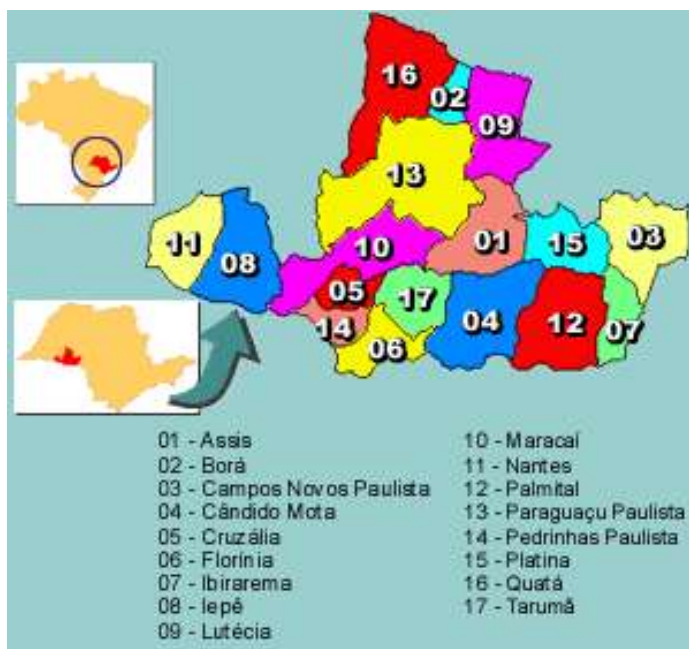 16
02
09
13
11
08
10
01
15
03
05
17
14
04
12
07
06
01 - Assis
02 - Borá
03 - Campos Novos Paulista
04 - Cândido Mota
05 - Cruzália
06 - Florínia
07 - Ibirarema
08 - Iepê
09 - Lutécia
10 - Maracaí
11 - Nantes
12 - Palmital
13 - Paraguaçu Paulista
14 - Pedrinhas Paulista
15 - Platina
16 - Quatá
17 - Tarumã